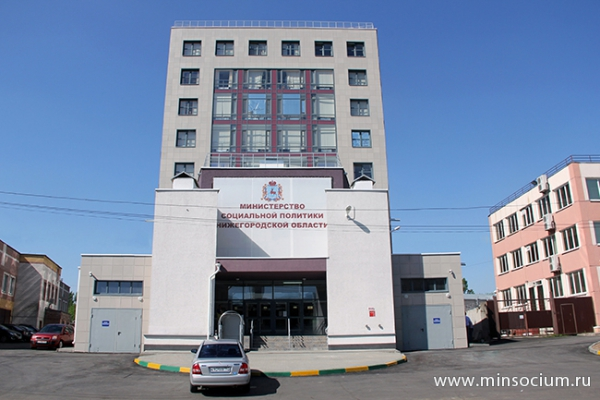 МИНИСТЕРСТВО
СОЦИАЛЬНОЙ ПОЛИТИКИ
НИЖЕГОРОДСКОЙ ОБЛАСТИ
www.minsocium.ru